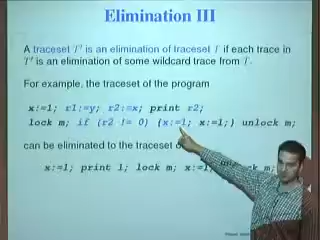 Elimination III
A traceset T' is an elimination of traceset T if each trace in
T' is an elimination of some wildcard trace from T.
For example, the traceset of the program
x:=1; r1:=y; r2:=x; print r2;
lock m; if (r2 != 0) {x:=1; x:=1;} unlock m;
can be eliminated to the traceset
x:=1; print 1; lock m; x:=1; m;